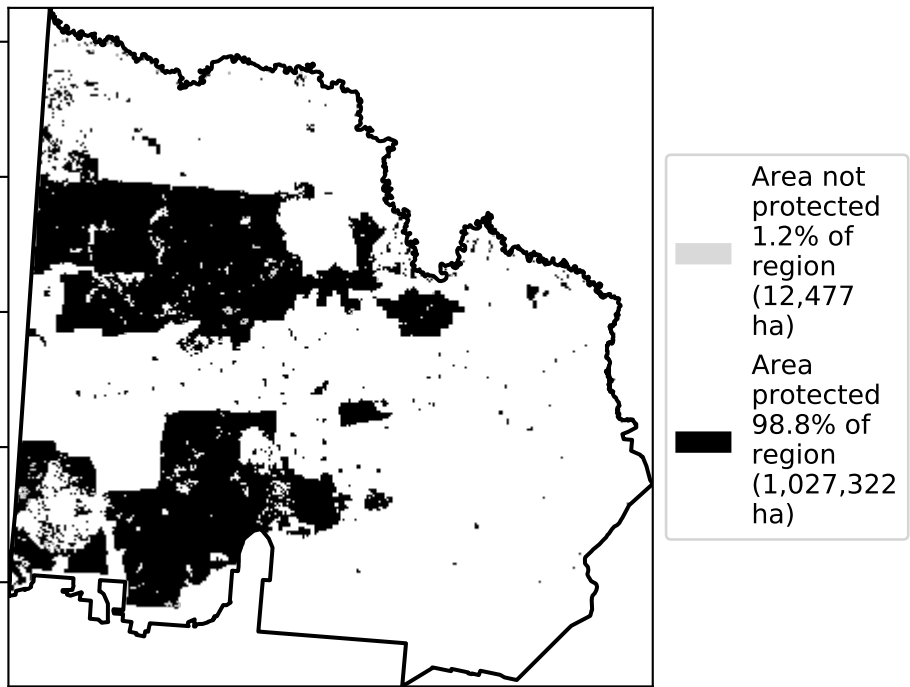 Area not
protected
1.2% of
region
(12,477
ha)
Area
protected
98.8% of
region
(1,027,322
ha)